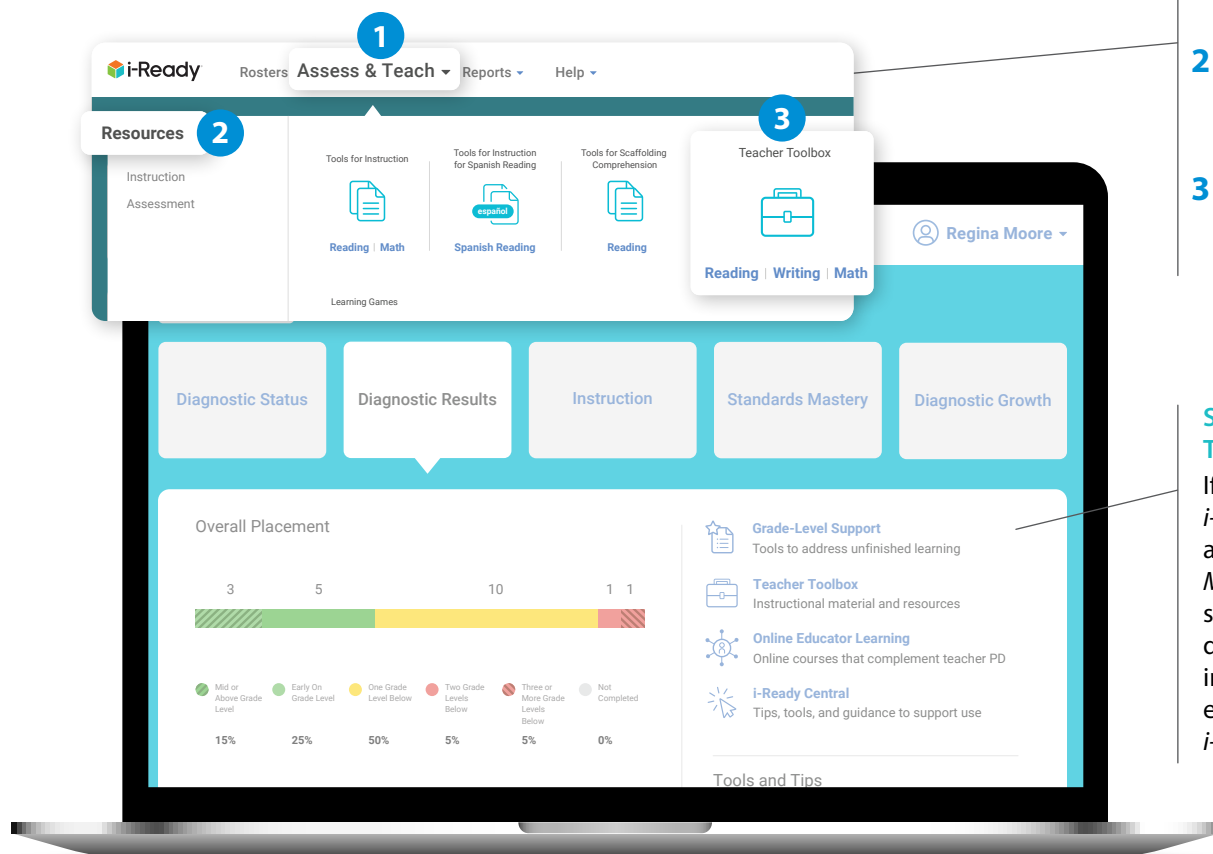 1
i-Ready
Rosters Assess & Teach Reports Help
2
Resources 2
3
Instruction
Assessment
Tools for Instruction
Reading | Math
Tools for Instruction
for Spanish Reading
español
Spanish Reading
Tools for Scaffolding
Comprehension
Reading
Teacher Toolbox
Reading | Writing | Math
Learning Games
3
Regina Moore
Diagnostic Status
Diagnostic Results
Instruction
Standards Mastery
Diagnostic Growth
Overall Placement
3 5 10 1 1
Mid or
Above Grade
Level
15%
Early On
Grade Level
25%
One Grade
Level Below
50%
Two Grade
Levels
Below
5%
Three or
More Grade
Levels
Below
5%
Not
Completed
0%
Grade-Level Support
Tools to address unfinished learning
Teacher Toolbox
Instructional material and resources
Online Educator Learning
Online courses that complement teacher PD
i-Ready Central
Tips, tools, and guidance to support use
Tools and Tips
If
i-